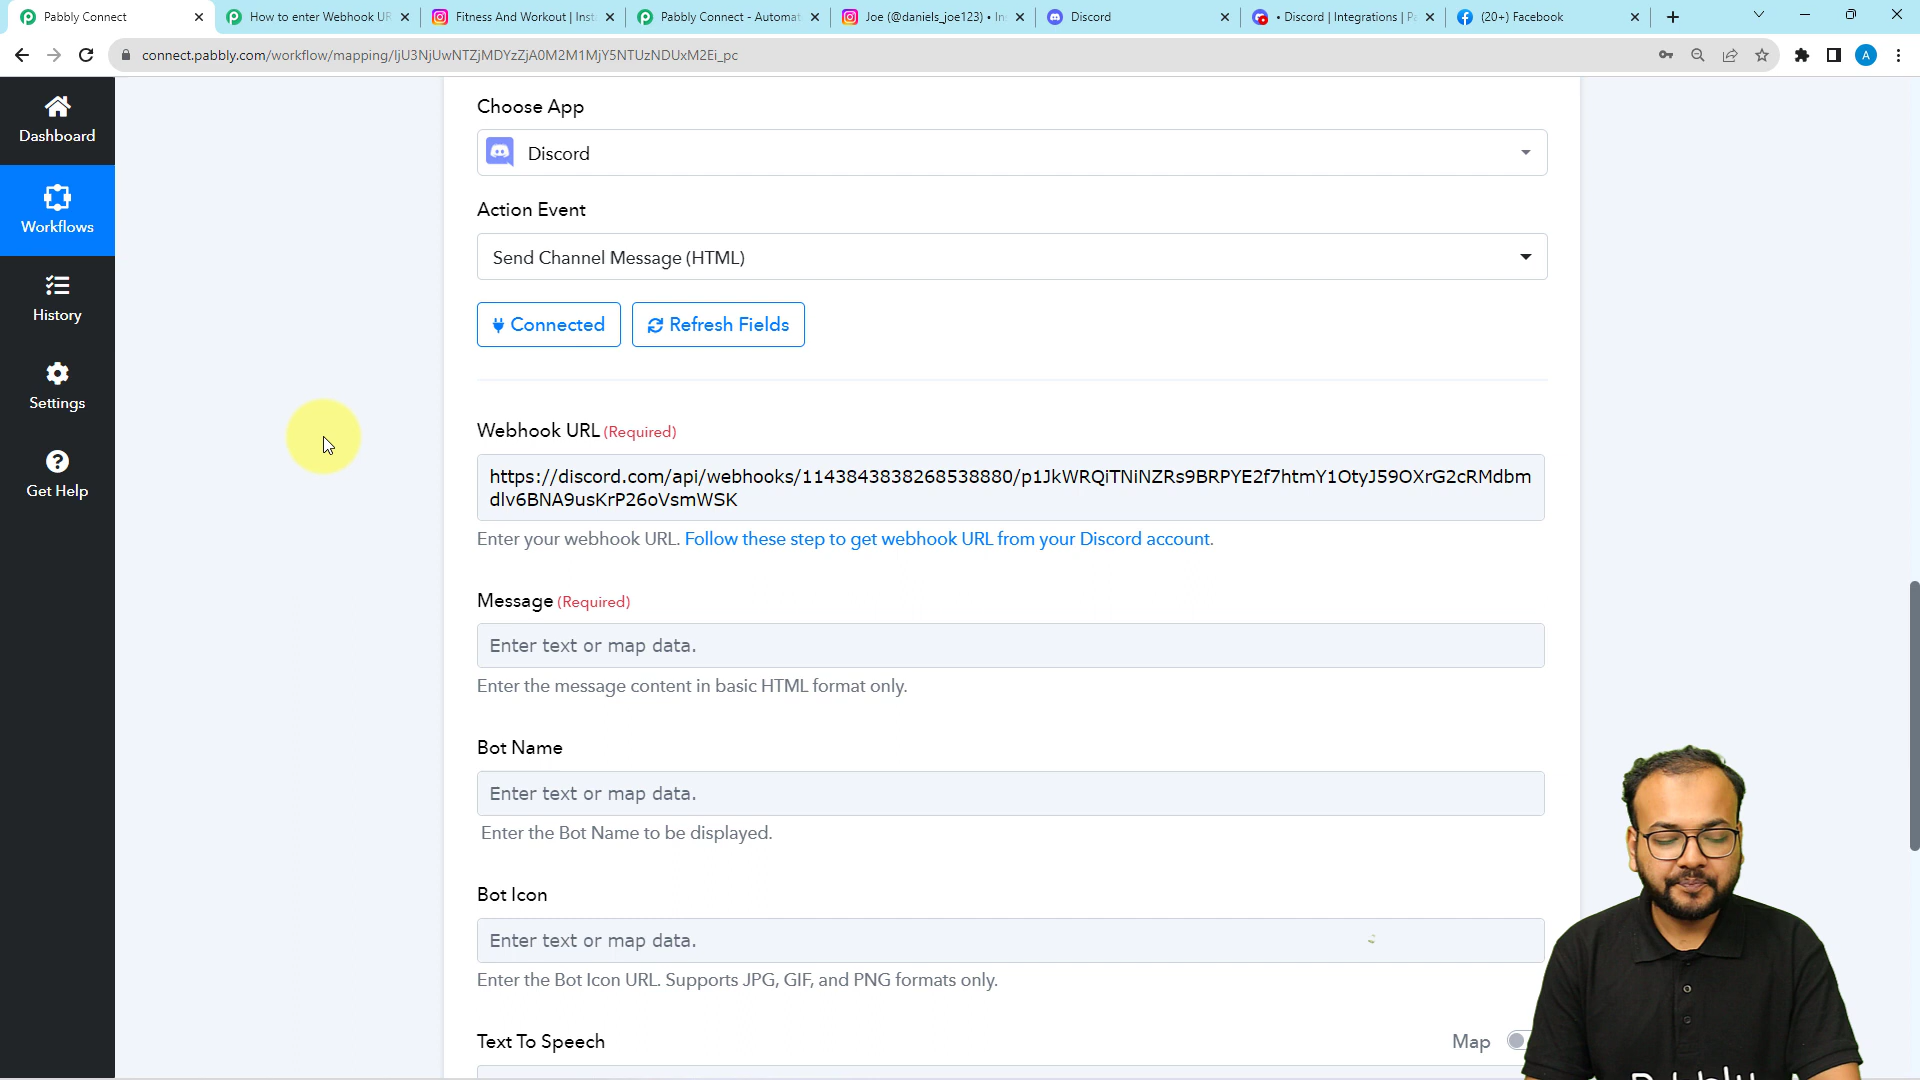 Pabbly Connect
How to enter Webhook UR
Fitness And Workout | Inst
Pabbly Connect - Automat
Joe (@daniels_joe123) • In
Discord
• Discord | Integrations | Pa
(20+) Facebook
connect.pabbly.com/workflow/mapping/IjU3NjUwNTZjMDYzZjA0M2M1MjY5NTUzNDUxM2Ei_pc
A
Dashboard
Workflows
History
Settings
Get Help
Choose App
Discord
Action Event
Send Channel Message (HTML)
Connected
Refresh Fields
Webhook URL (Required)
https://discord.com/api/webhooks/1143843838268538880/p1JkWRQiTNiNZRs9BRPYE2f7htmY1OtyJ59OXrG2cRMdbm
dlv6BNA9usKrP26oVsmWSK
Enter your webhook URL. Follow these step to get webhook URL from your Discord account.
Message (Required)
Enter text or map data.
Enter the message content in basic HTML format only.
Bot Name
Enter text or map data.
Enter the Bot Name to be displayed.
Bot Icon
Enter text or map data.
Enter the Bot Icon URL. Supports JPG, GIF, and PNG formats only.
Text To Speech
Map